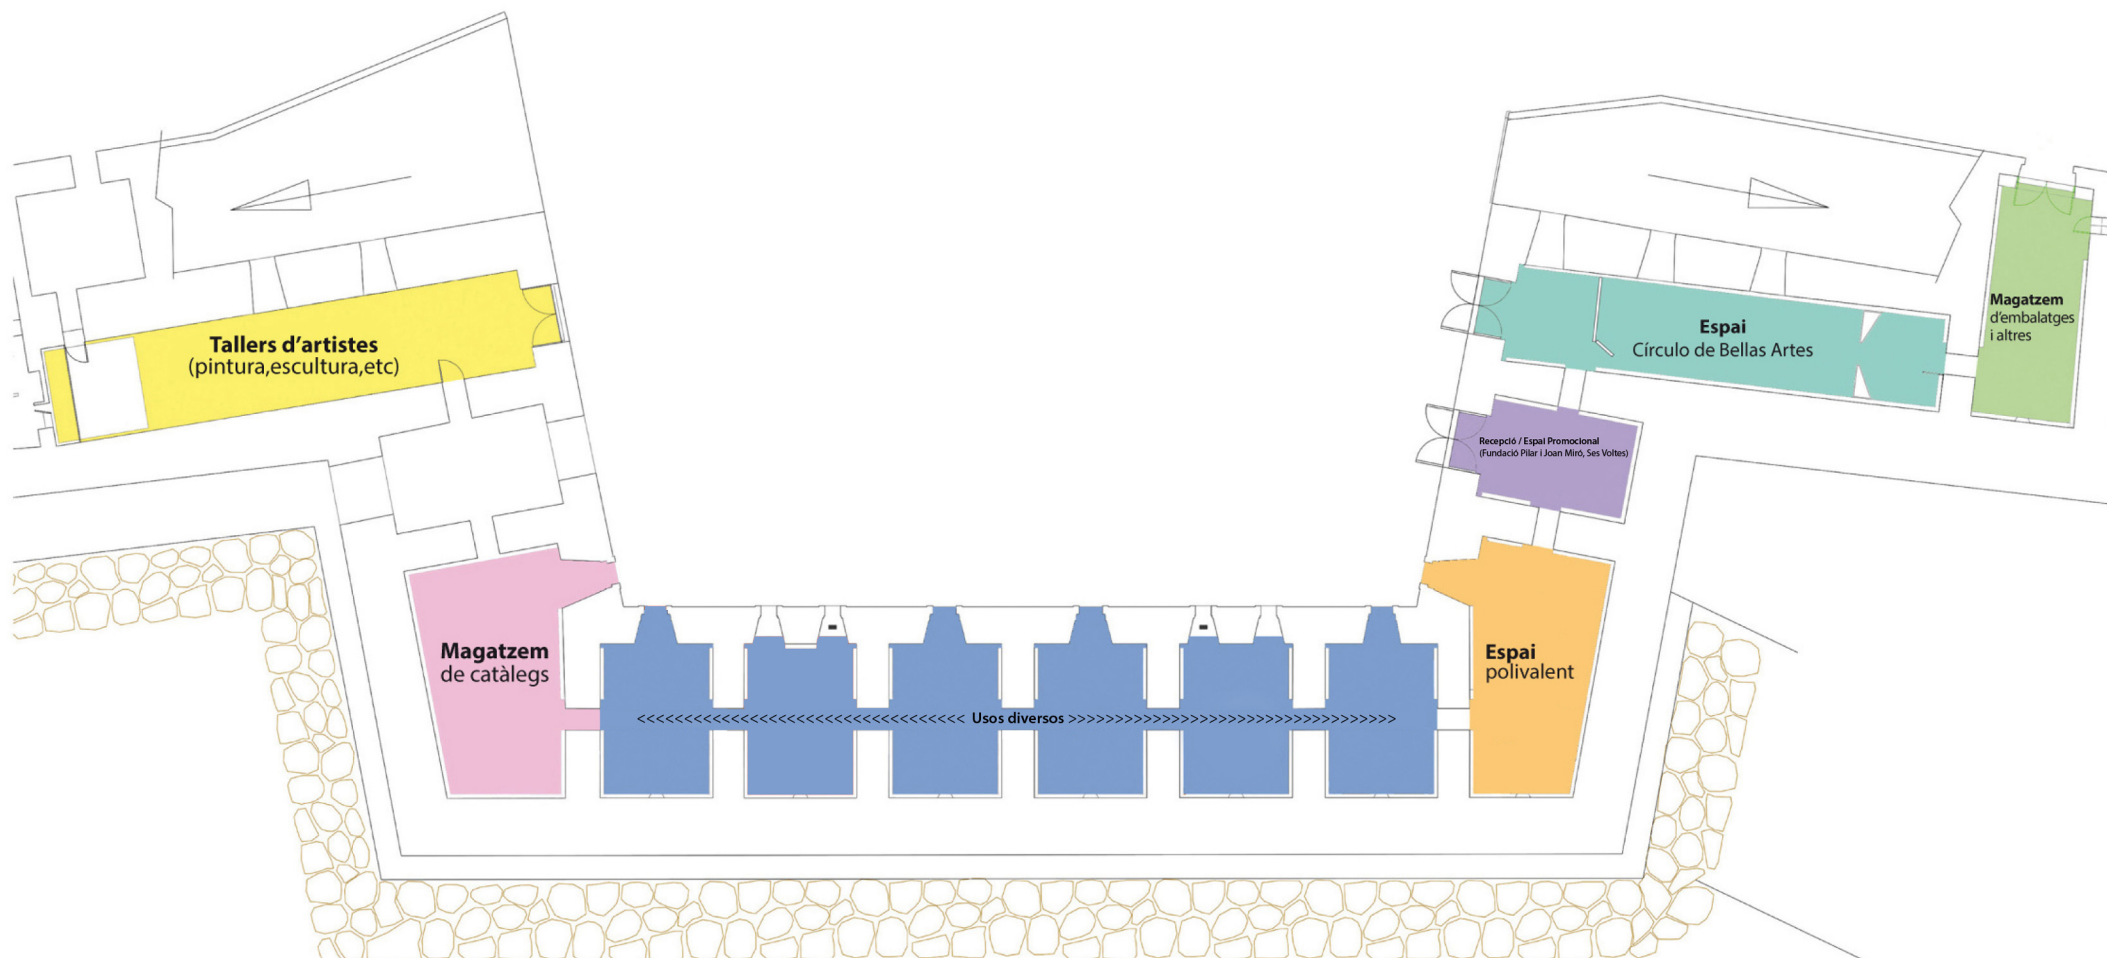 Tallers d'artistes
(pintura,escultura,etc)
Magatzem
de catàlegs
<<<<<<<<<<<<<<<<<<<<<<<<<<<<<<<<<<< Usos diversos >>>>>>>>>>>>>>>>>>>>>>>>>>>>>>>>>>>
Espai
polivalent
Recepció / Espai Promocional
(Fundació Pilar i Joan Miró, Ses Voltes)
Espai
Círculo de Bellas Artes
Magatzem
d'embalatges
i altres